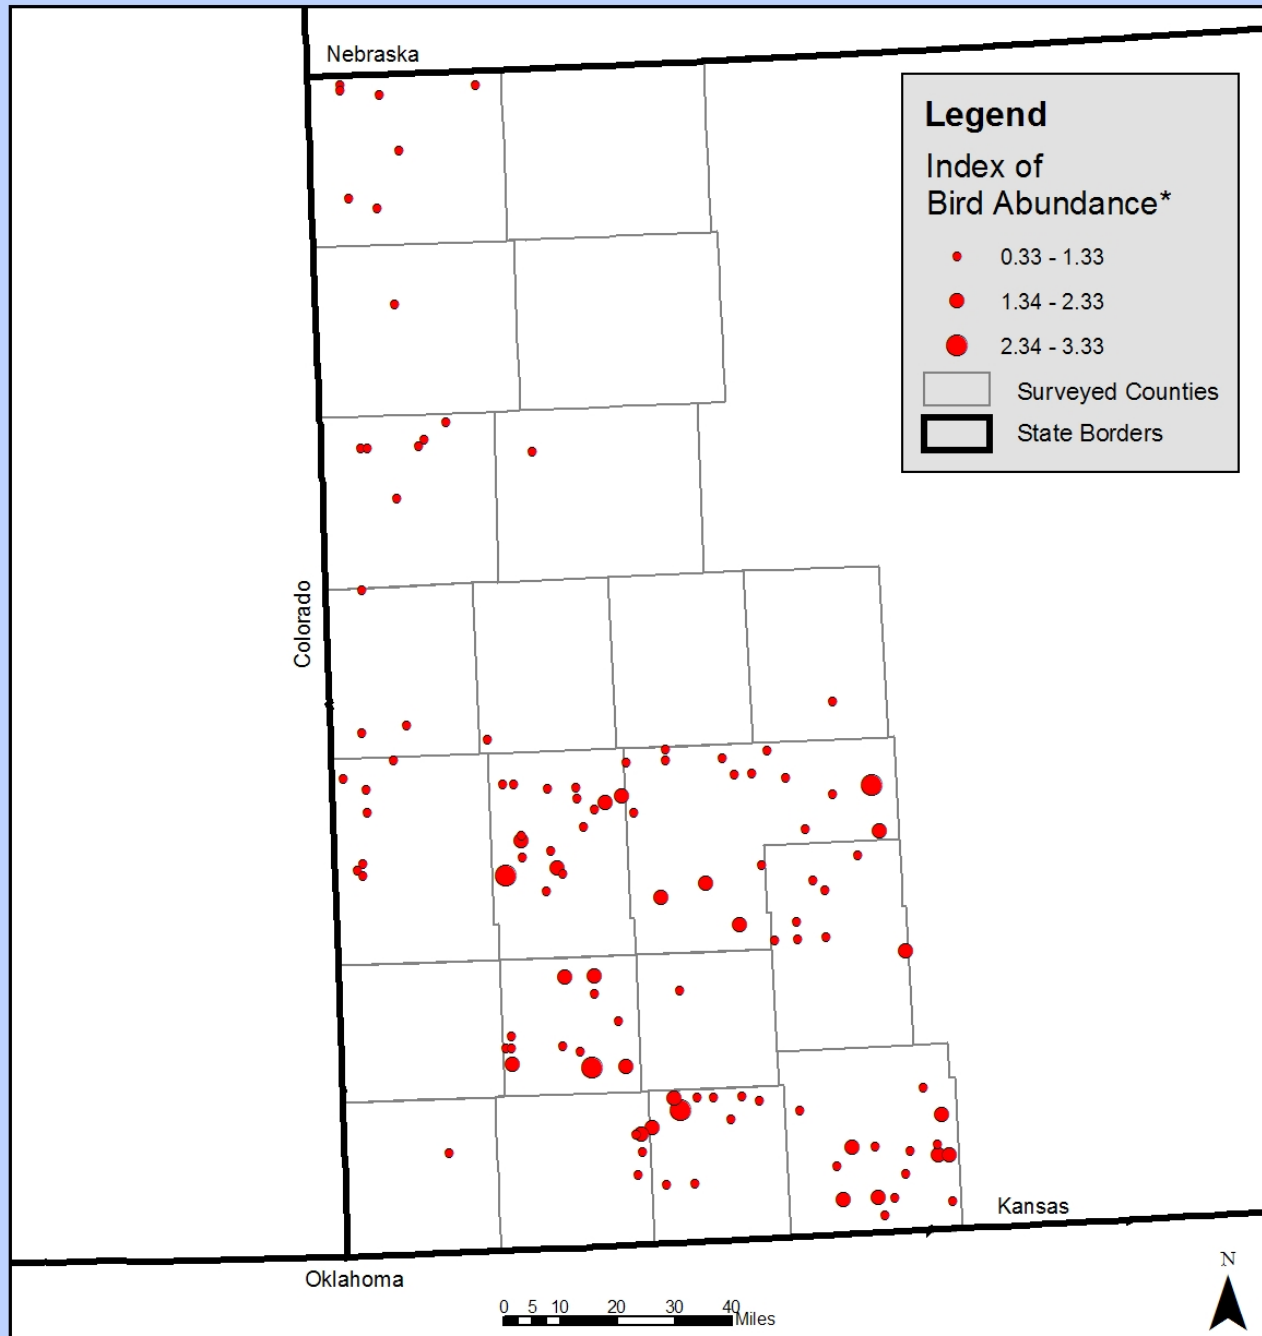 Nebraska
Legend
Index of
Bird Abundance*
0.33 - 1.33
1.34 - 2.33
2.34 - 3.33
Surveyed Counties
State Borders
Colorado
Kansas
Oklahoma
N
0 5 10 20 30 40
Miles